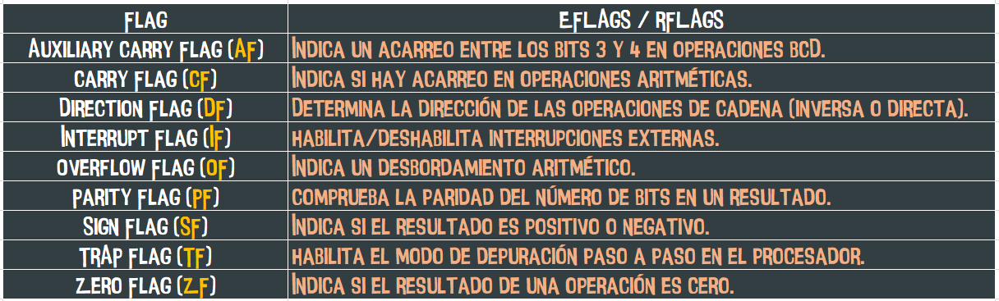 FLAG EFLAGS / RFLAGS
AUXILIARY CARRY FLAG (AF) INDICA UN ACARREO ENTRE LOS BITS 3 Y 4 EN OPERACIONES BCD.
CARRY FLAG (CF) INDICA SI HAY ACARREO EN OPERACIONES ARITMÉTICAS.
DIRECTION FLAG (DF) DETERMINA LA DIRECCIÓN DE LAS OPERACIONES DE CADENA (INVERSA O DIRECTA).
INTERRUPT FLAG (IF) HABILITA/DESHABILITA INTERRUPCIONES EXTERNAS.
OVERFLOW FLAG (OF) INDICA UN DESBORDAMIENTO ARITMÉTICO.
PARITY FLAG (PF) COMPRUEBA LA PARIDAD DEL NÚMERO DE BITS EN UN RESULTADO.
SIGN FLAG (SF) INDICA SI EL RESULTADO ES POSITIVO O NEGATIVO.
TRAP FLAG (TF) HABILITA EL MODO DE DEPURACIÓN PASO A PASO EN EL PROCESADOR.
ZERO FLAG (ZF) INDICA SI EL RESULTADO DE UNA OPERACIÓN ES CERO.